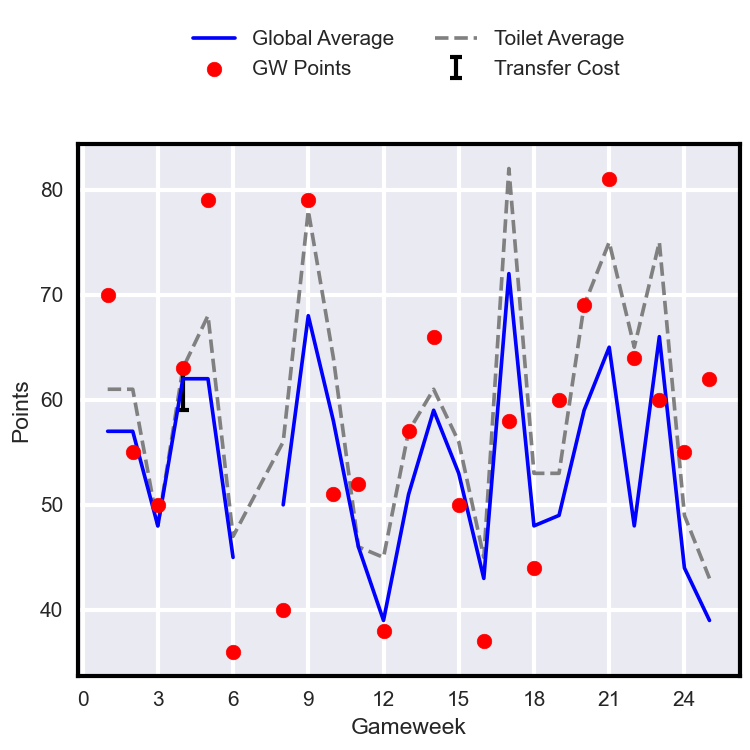 Global Average Toilet Average
GW Points Transfer Cost
80
70
60
50
40
Points
0 3 6 9 12 15 18 21 24
Gameweek